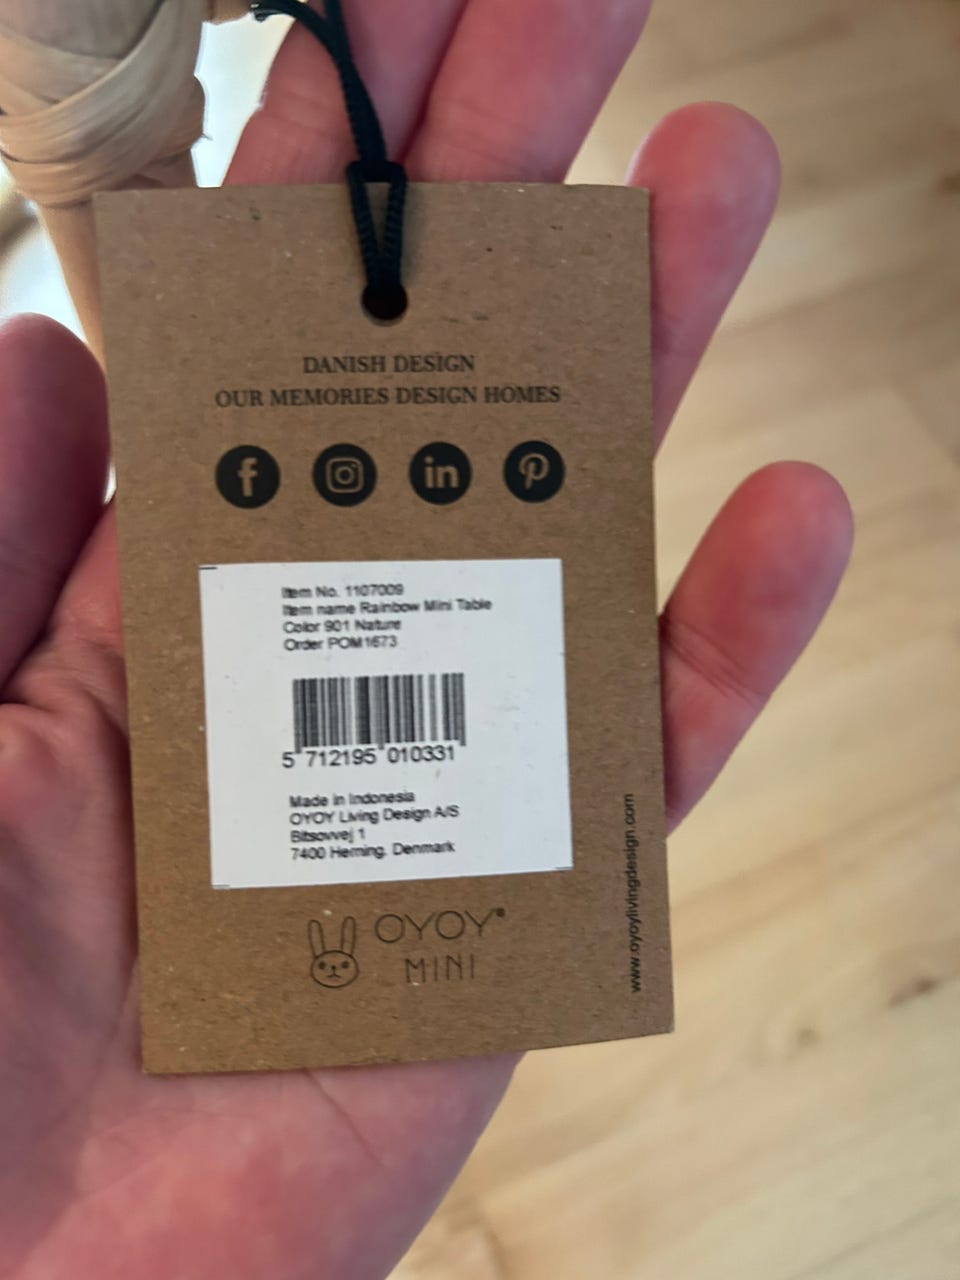 DANISH DESIGN
OUR MEMORIES DESIGN HOMES
f
in
Item No. 1107009
Item name Rainbow Mini Table
Color 901 Nature
Order POM1673
5 712195 010331
Made in Indonesia
OYOY Living Design A/S
Bitsovvej 1
7400 Herning, Denmark
OYOY®
MINI
www.oyoylivingdesign.com